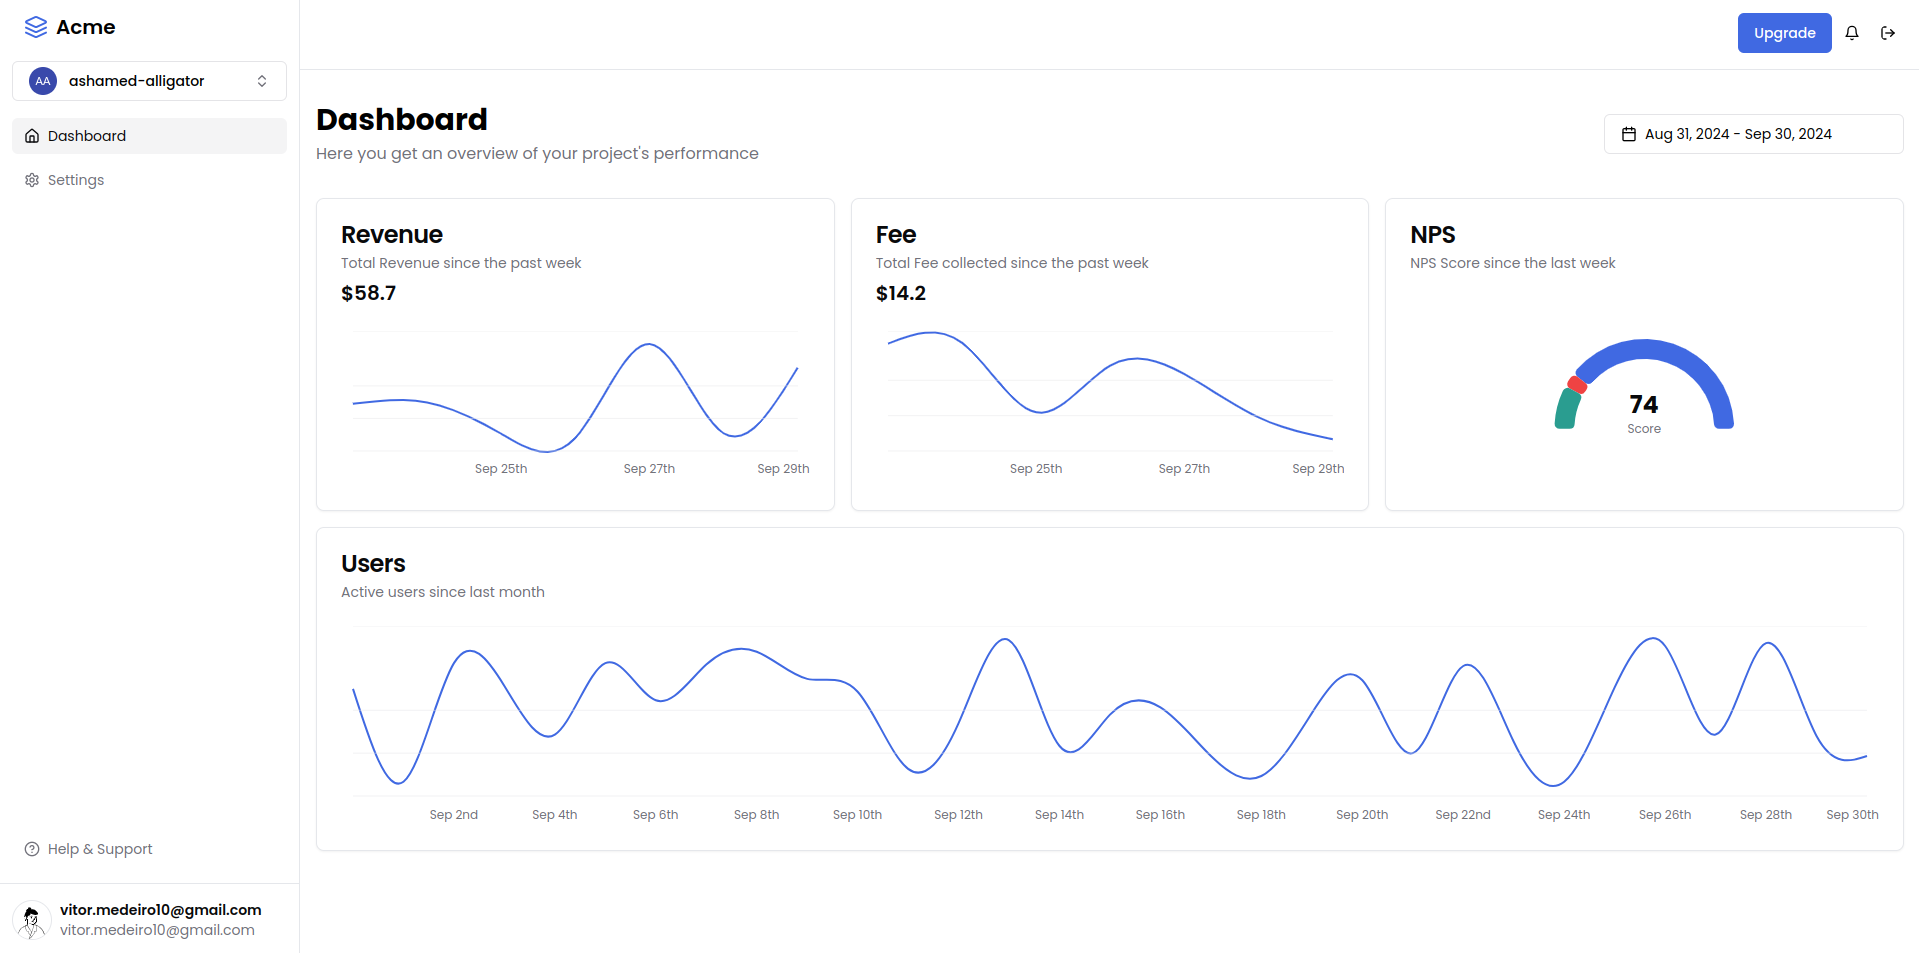 Acme
AA
ashamed-alligator
Dashboard
Settings
Help & Support
vitor.medeiro10@gmail.com
vitor.medeiro10@gmail.com
Upgrade
Dashboard
Here you get an overview of your project's performance
Aug 31, 2024 - Sep 30, 2024
Revenue
Total Revenue since the past week
$58.7
Sep 25th Sep 27th Sep 29th
Fee
Total Fee collected since the past week
$14.2
Sep 25th Sep 27th Sep 29th
NPS
NPS Score since the last week
74
Score
Users
Active users since last month
Sep 2nd Sep 4th Sep 6th Sep 8th Sep 10th Sep 12th Sep 14th Sep 16th Sep 18th Sep 20th Sep 22nd Sep 24th Sep 26th Sep 28th Sep 30th